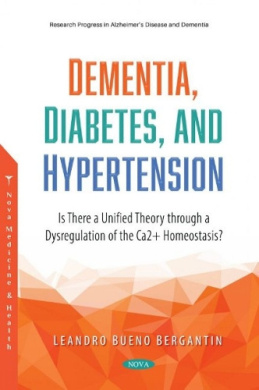 Research Progress in Alzheimer's Disease and Dementia
DEMENTIA,
DIABETES, AND
HYPERTENSION
Is There a Unified Theory through a
Dysregulation of the Ca2+ Homeostasis?
LEANDRO BUENO BERGANTIN
NOVA
Nova Medicine & Health